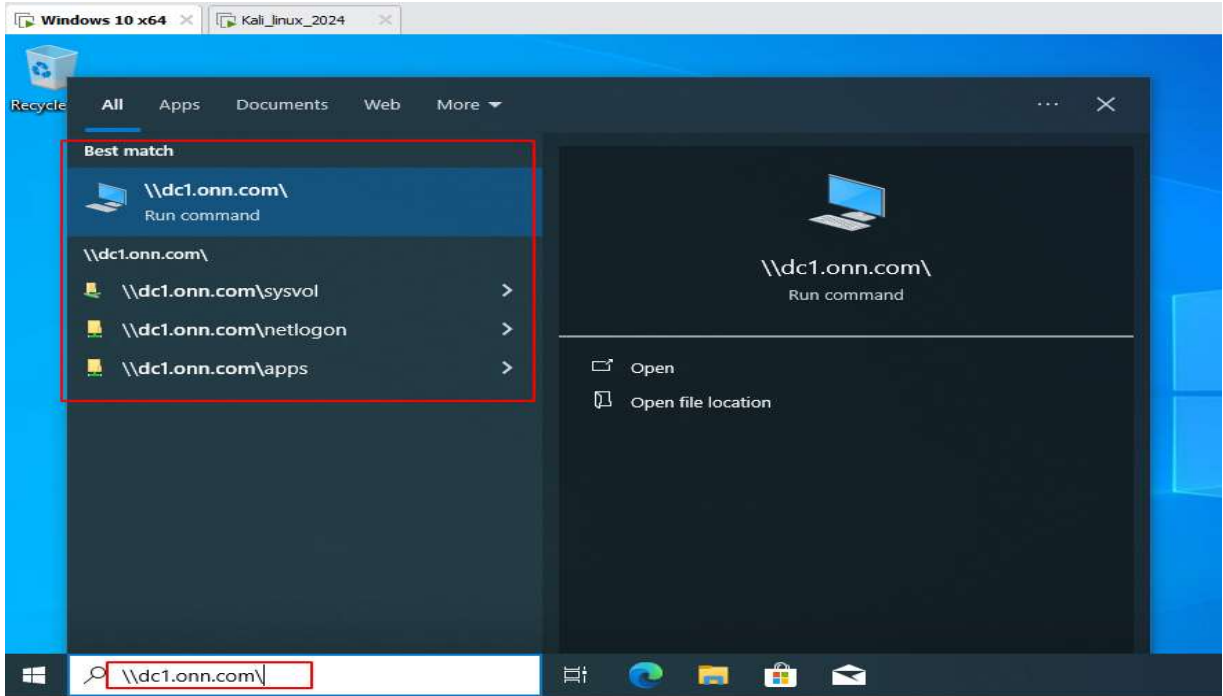 Windows 10 x64 Kali_linux_2024
Recycle
All Apps Documents Web More
Best match
\\dc1.onn.com\
Run command
\\dc1.onn.com\
\\dc1.onn.com\sysvol
\\dc1.onn.com\netlogon
\\dc1.onn.com\apps
\\dc1.onn.com\
Run command
Open
Open file location
\\dc1.onn.com\